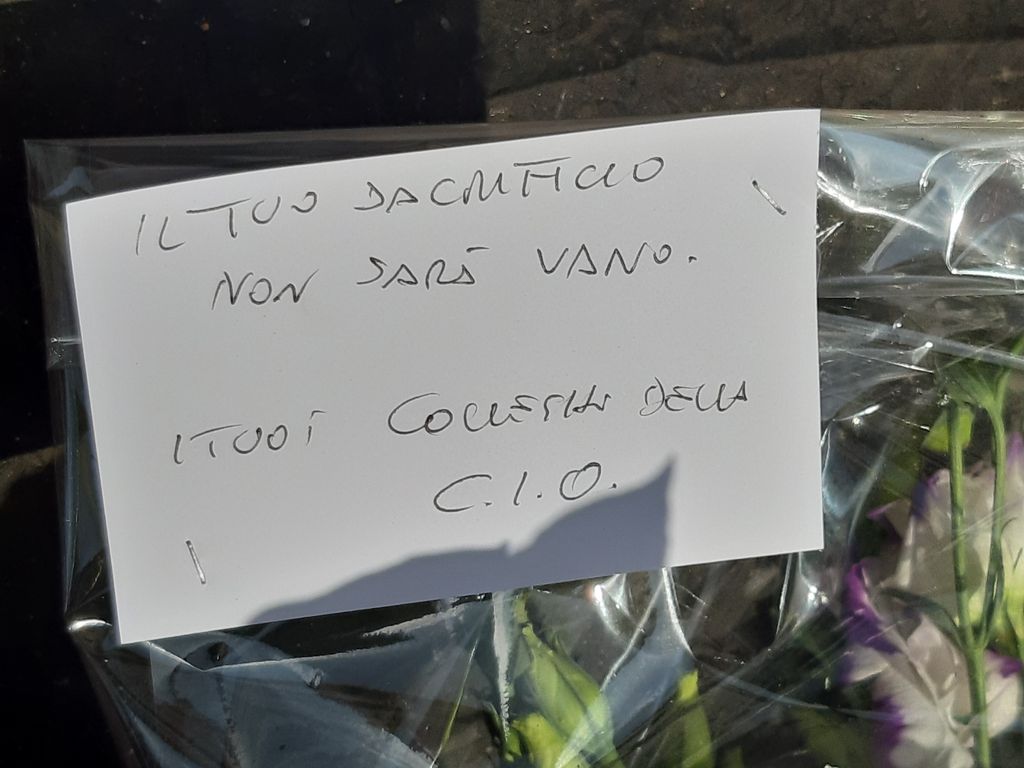 IL TUO SACRIFICIO
NON SARÀ VANO.
I TUOI COLLEGHI DELLA
C.I.O.